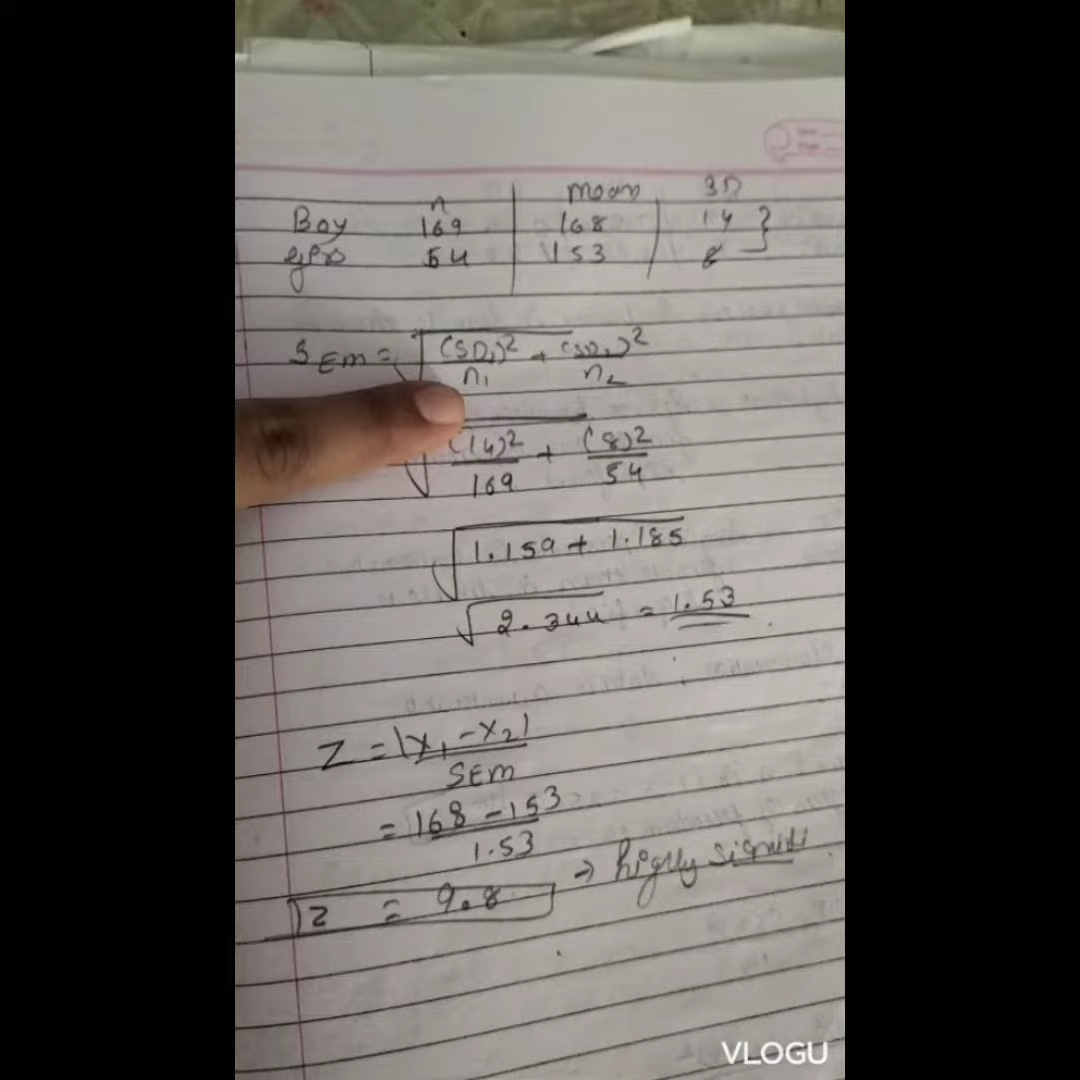 n mean SD
Boy 169 168 14
54 153 8
SEm = √(SD₁)²/n₁ + (SD₂)²/n₂
√(14)²/169 + (8)²/54
√1.159 + 1.185
√2.344 = 1.53
Z = |X₁ - X₂|/SEm
= 168 - 153/1.53
z = 9.8 → highly
VLOGU